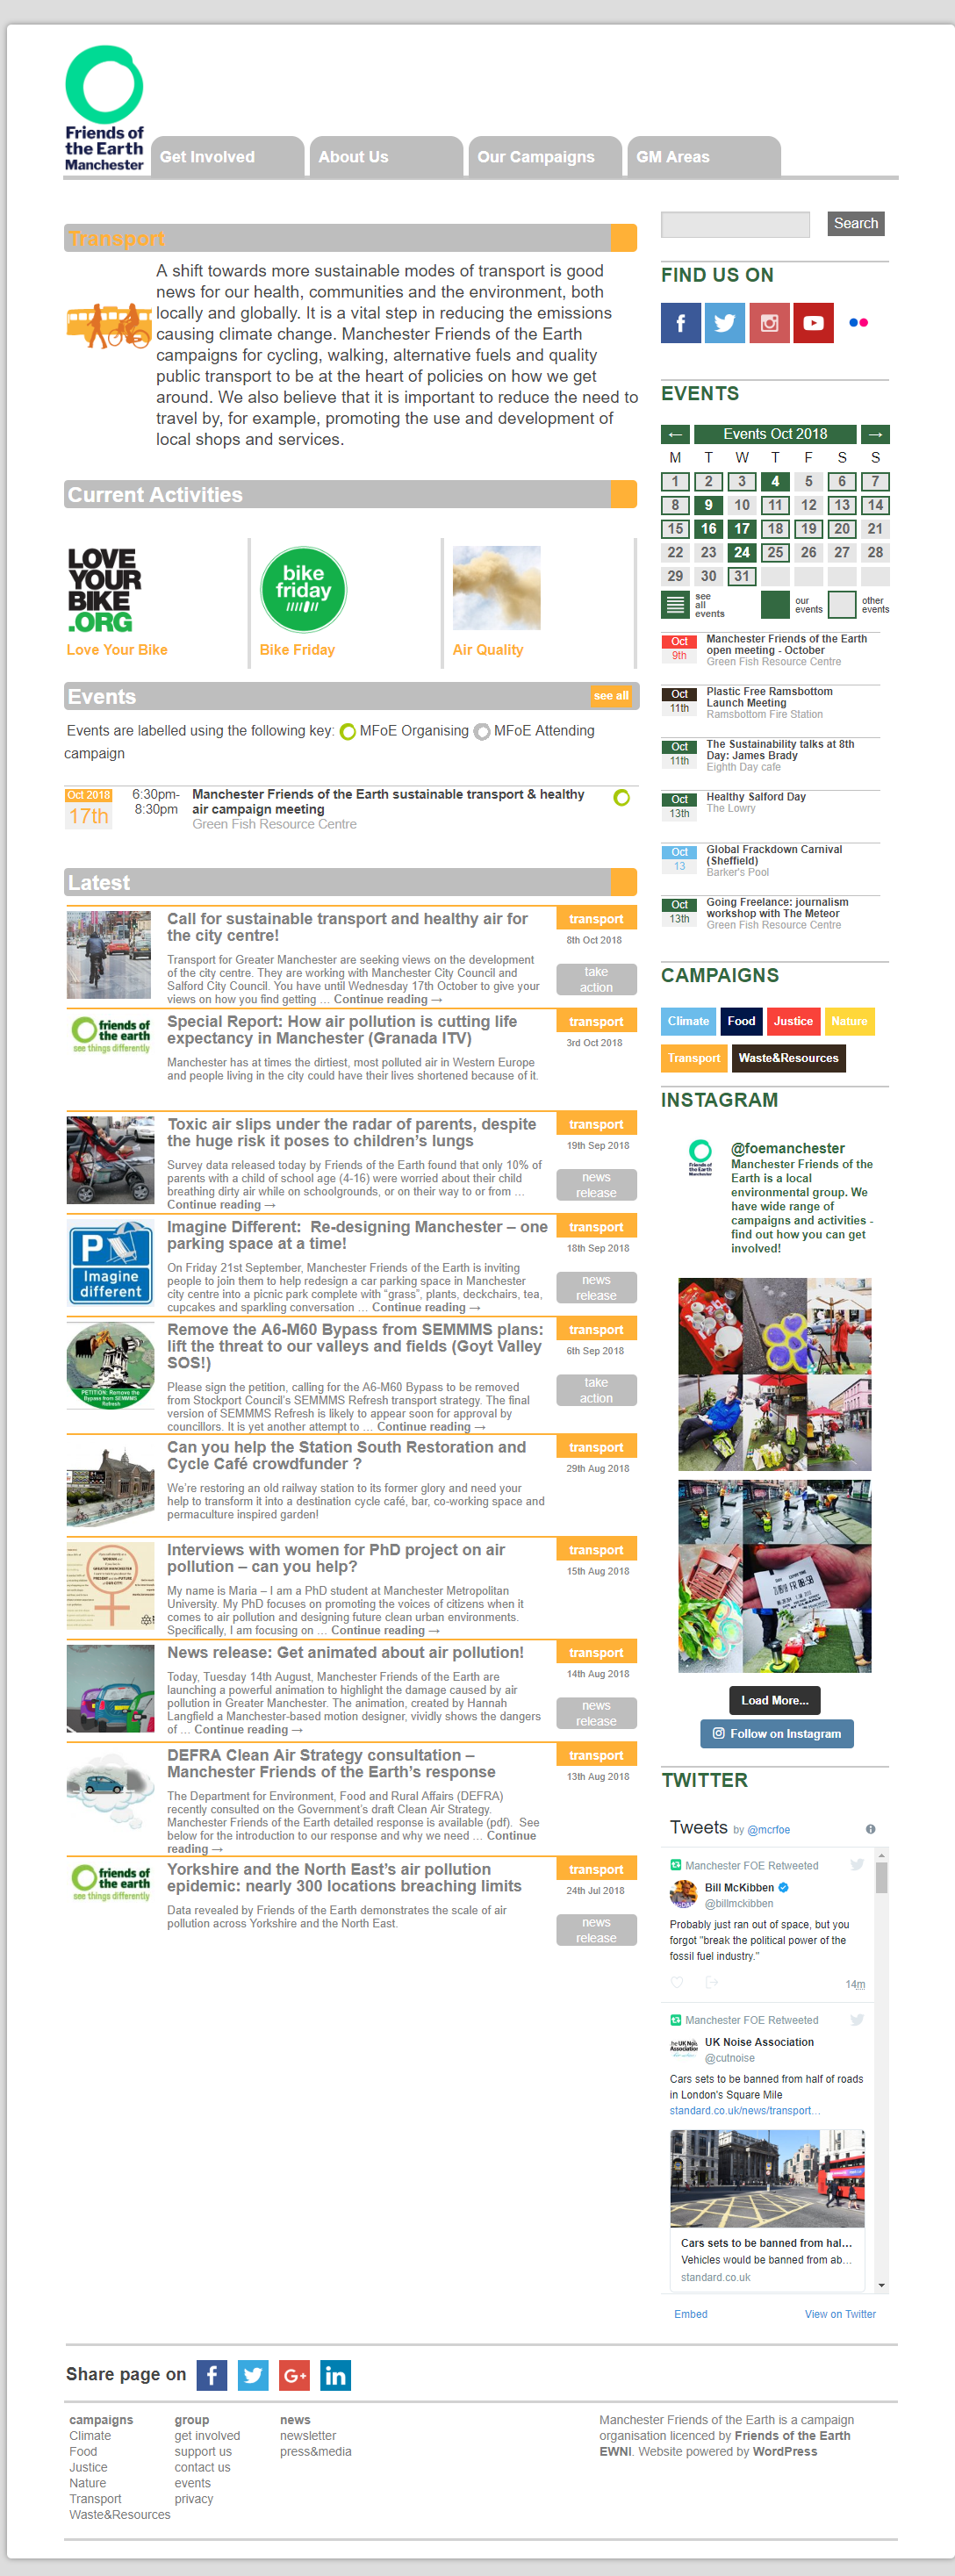 Friends of
the Earth
Manchester
Get Involved
About Us
Our Campaigns
GM Areas
Transport
A shift towards more sustainable modes of transport is good
news for our health, communities and the environment, both
locally and globally. It is a vital step in reducing the emissions
causing climate change. Manchester Friends of the Earth
campaigns for cycling, walking, alternative fuels and quality
public transport to be at the heart of policies on how we get
around. We also believe that it is important to reduce the need to
travel by, for example, promoting the use and development of
local shops and services.
Current Activities
LOVE
YOUR
BIKE
.ORG
Love Your Bike
bike
friday
Bike Friday
Air Quality
Events
see all
Events are labelled using the following key: MFoE Organising MFoE Attending
campaign
Oct 2018
17th
6:30pm-
8:30pm
Manchester Friends of the Earth sustainable transport & healthy
air campaign meeting
Green Fish Resource Centre
Latest
Call for sustainable transport and healthy air for
the city centre!
Transport for Greater Manchester are seeking views on the development
of the city centre. They are working with Manchester City Council and
Salford City Council. You have until Wednesday 17th October to give your
views on how you find getting … Continue reading →
transport
8th Oct 2018
take
action
friends of
the earth
see things differently
Special Report: How air pollution is cutting life
expectancy in Manchester (Granada ITV)
Manchester has at times the dirtiest, most polluted air in Western Europe
and people living in the city could have their lives shortened because of it.
transport
3rd Oct 2018
Toxic air slips under the radar of parents, despite
the huge risk it poses to children's lungs
Survey data released today by Friends of the Earth found that only 10% of
parents with a child of school age (4-16) were worried about their child
breathing dirty air while on schoolgrounds, or on their way to or from …
Continue reading →
transport
19th Sep 2018
news
release
P
Imagine
different
Imagine Different:  Re-designing Manchester – one
parking space at a time!
On Friday 21st September, Manchester Friends of the Earth is inviting
people to join them to help redesign a car parking space in Manchester
city centre into a picnic park complete with “grass”, plants, deckchairs, tea,
cupcakes and sparkling conversation … Continue reading →
transport
18th Sep 2018
news
release
PETITION: Remove the
Bypass from SEMMMS
Refresh
Remove the A6-M60 Bypass from SEMMMS plans:
lift the threat to our valleys and fields (Goyt Valley
SOS!)
Please sign the petition, calling for the A6-M60 Bypass to be removed
from Stockport Council's SEMMMS Refresh transport strategy. The final
version of SEMMMS Refresh is likely to appear soon for approval by
councillors. It is yet another attempt to … Continue reading →
transport
6th Sep 2018
take
action
Can you help the Station South Restoration and
Cycle Café crowdfunder ?
We're restoring an old railway station to its former glory and need your
help to transform it into a destination cycle café, bar, co-working space and
permaculture inspired garden!
transport
29th Aug 2018
Interviews with women for PhD project on air
pollution – can you help?
My name is Maria – I am a PhD student at Manchester Metropolitan
University. My PhD focuses on promoting the voices of citizens when it
comes to air pollution and designing future clean urban environments.
Specifically, I am focusing on … Continue reading →
transport
15th Aug 2018
News release: Get animated about air pollution!
Today, Tuesday 14th August, Manchester Friends of the Earth are
launching a powerful animation to highlight the damage caused by air
pollution in Greater Manchester. The animation, created by Hannah
Langfield a Manchester-based motion designer, vividly shows the dangers
of … Continue reading →
transport
14th Aug 2018
news
release
DEFRA Clean Air Strategy consultation –
Manchester Friends of the Earth's response
The Department for Environment, Food and Rural Affairs (DEFRA)
recently consulted on the Government's draft Clean Air Strategy.
Manchester Friends of the Earth detailed response is available (pdf).  See
below for the introduction to our response and why we need … Continue
reading →
transport
13th Aug 2018
friends of
the earth
see things differently
Yorkshire and the North East's air pollution
epidemic: nearly 300 locations breaching limits
Data revealed by Friends of the Earth demonstrates the scale of air
pollution across Yorkshire and the North East.
transport
24th Jul 2018
news
release
Search
FIND US ON
EVENTS
← Events Oct 2018 →
M T W T F S S
1 2 3 4 5 6 7
8 9 10 11 12 13 14
15 16 17 18 19 20 21
22 23 24 25 26 27 28
29 30 31
see
all
events
our
events
other
events
Oct
9th
Manchester Friends of the Earth
open meeting - October
Green Fish Resource Centre
Oct
11th
Plastic Free Ramsbottom
Launch Meeting
Ramsbottom Fire Station
Oct
11th
The Sustainability talks at 8th
Day: James Brady
Eighth Day cafe
Oct
13th
Healthy Salford Day
The Lowry
Oct
13
Global Frackdown Carnival
(Sheffield)
Barker's Pool
Oct
13th
Going Freelance: journalism
workshop with The Meteor
Green Fish Resource Centre
CAMPAIGNS
Climate Food Justice Nature
Transport Waste&Resources
INSTAGRAM
Friends of
the Earth
Manchester
@foemanchester
Manchester Friends of the
Earth is a local
environmental group. We
have wide range of
campaigns and activities -
find out how you can get
involved!
Load More...
Follow on Instagram
TWITTER
Tweets by @mcrfoe
Manchester FOE Retweeted
Bill McKibben
@billmckibben
Probably just ran out of space, but you
forgot "break the political power of the
fossil fuel industry."
14m
Manchester FOE Retweeted
UK Noise Association
@cutnoise
Cars sets to be banned from half of roads
in London's Square Mile
standard.co.uk/news/transport…
Cars sets to be banned from hal…
Vehicles would be banned from ab…
standard.co.uk
Embed
View on Twitter
Share page on
campaigns
Climate
Food
Justice
Nature
Transport
Waste&Resources
group
get involved
support us
contact us
events
privacy
news
newsletter
press&media
Manchester Friends of the Earth is a campaign
organisation licenced by Friends of the Earth
EWNI. Website powered by WordPress